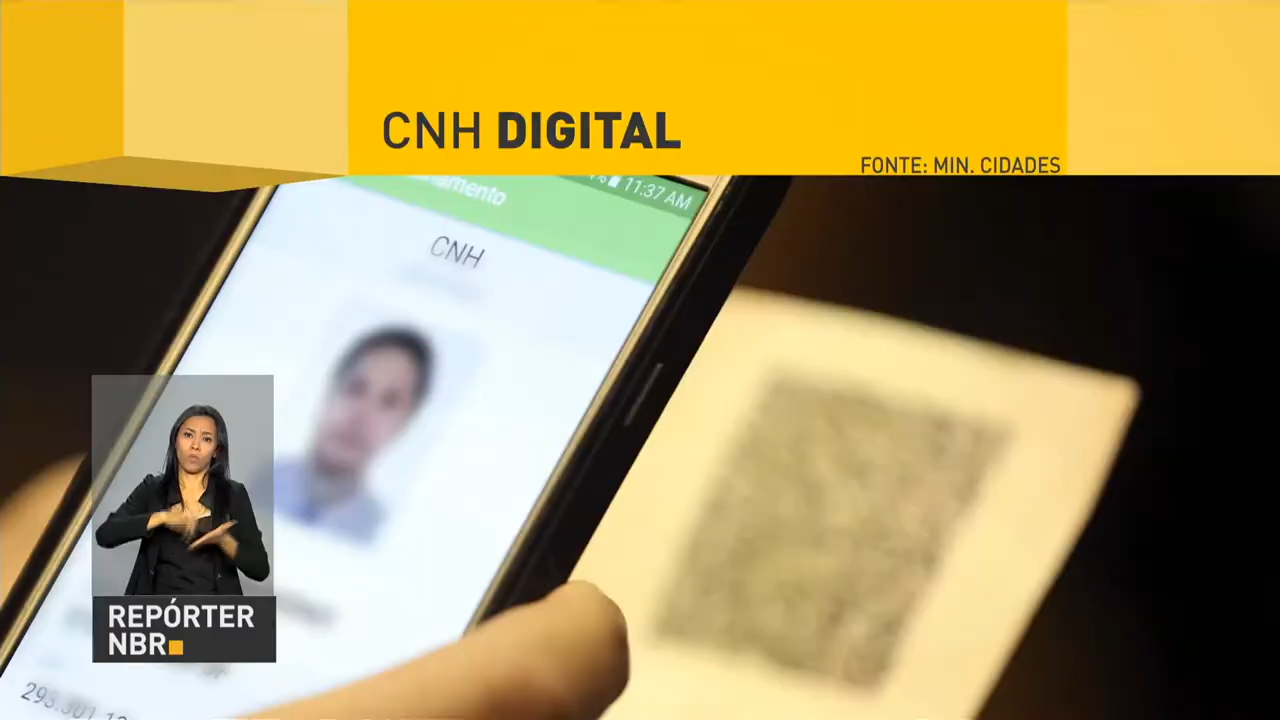 CNH DIGITAL
FONTE: MIN. CIDADES
11:37 AM
CNH
REPÓRTER
NBR